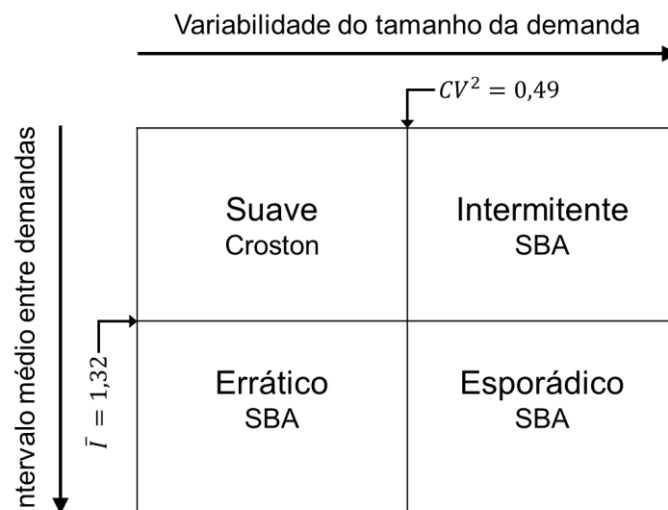 Variabilidade do tamanho da demanda
CV² = 0,49
ntervalo médio entre demandas
Suave
Croston
Intermitente
SBA
Ī = 1,32
Errático
SBA
Esporádico
SBA